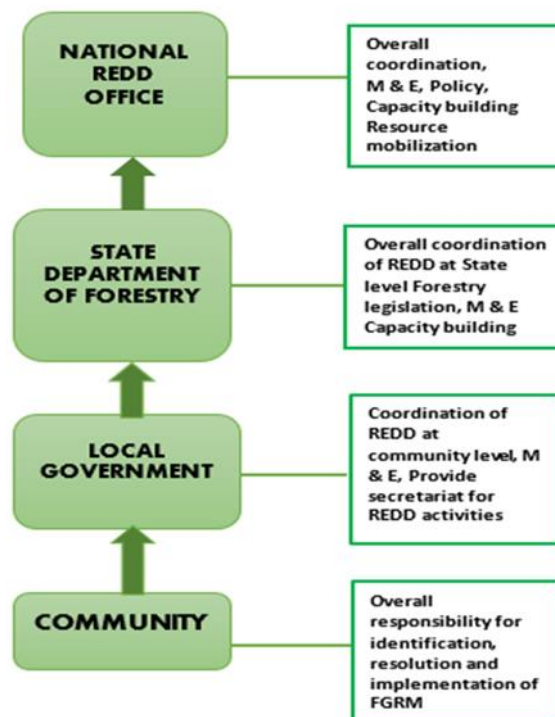 NATIONAL
REDD
OFFICE
Overall
coordination,
M & E, Policy,
Capacity building
Resource
mobilization
STATE
DEPARTMENT
OF FORESTRY
Overall coordination
of REDD at State
level Forestry
legislation, M & E
Capacity building
LOCAL
GOVERNMENT
Coordination of
REDD at
community level, M
& E, Provide
secretariat for
REDD activities
COMMUNITY
Overall
responsibility for
identification,
resolution and
implementation of
FGRM